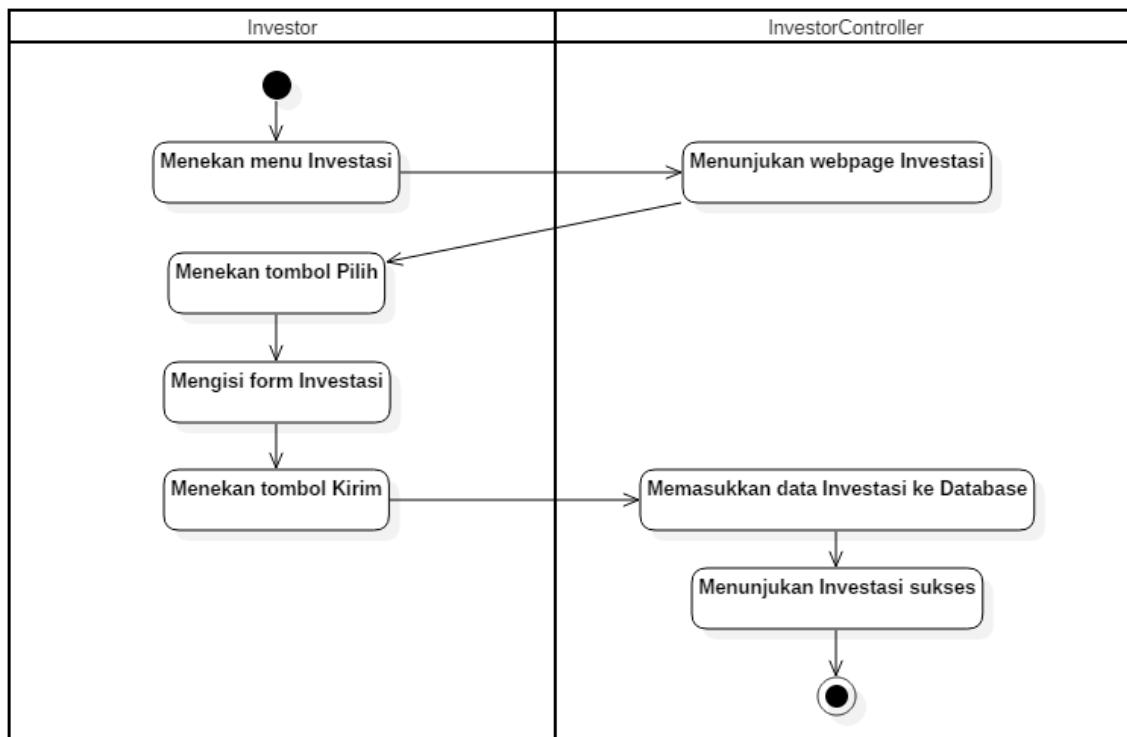 Investor
InvestorController
Menekan menu Investasi
Menunjukan webpage Investasi
Menekan tombol Pilih
Mengisi form Investasi
Menekan tombol Kirim
Memasukkan data Investasi ke Database
Menunjukan Investasi sukses